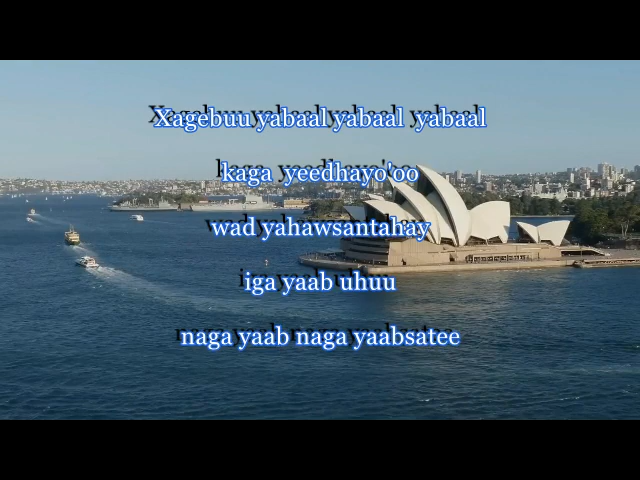 Xagebuu yabaal yabaal yabaal
kaga yeedhayo'oo
wad yahawsantahay
iga yaab uhuu
naga yaab naga yaabsatee